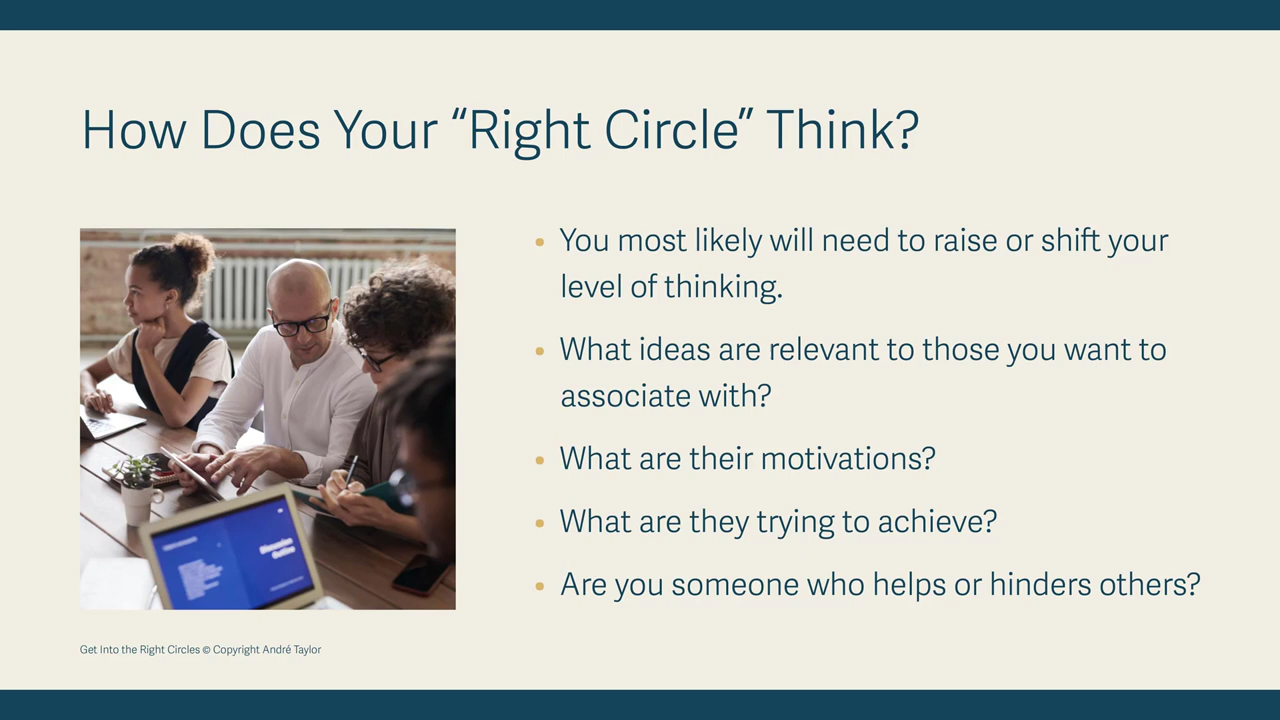 How Does Your “Right Circle” Think?
• You most likely will need to raise or shift your
level of thinking.
• What ideas are relevant to those you want to
associate with?
• What are their motivations?
• What are they trying to achieve?
• Are you someone who helps or hinders others?
Get Into the Right Circles © Copyright André Taylor